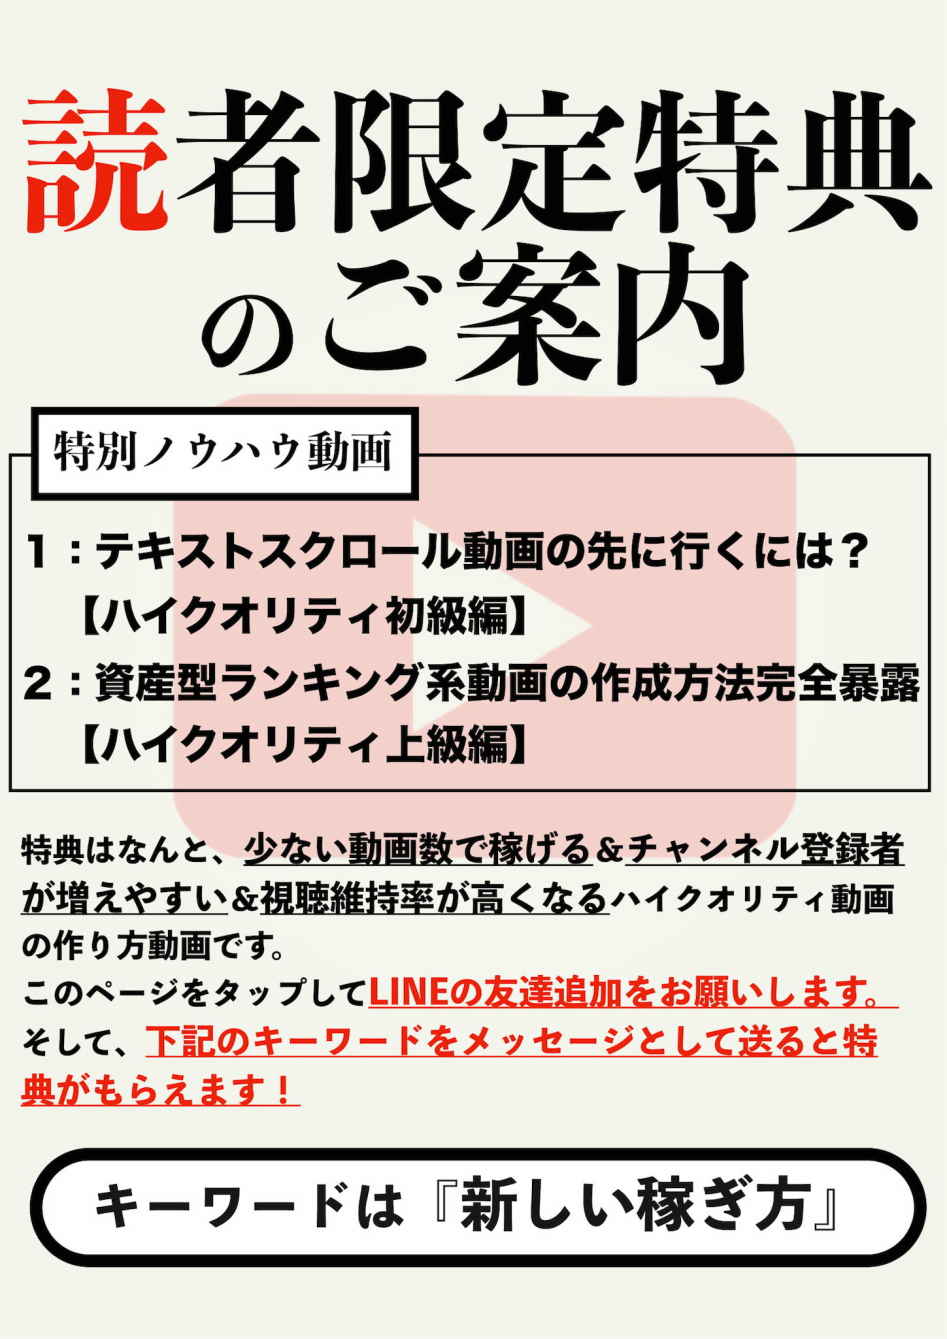 読者限定特典
のご案内
特別ノウハウ動画
1：テキストスクロール動画の先に行くには？
【ハイクオリティ初級編】
2：資産型ランキング系動画の作成方法完全暴露
【ハイクオリティ上級編】
特典はなんと、少ない動画数で稼げる＆チャンネル登録者
が増えやすい＆視聴維持率が高くなるハイクオリティ動画
の作り方動画です。
このページをタップしてLINEの友達追加をお願いします。
そして、下記のキーワードをメッセージとして送ると特
典がもらえます！
キーワードは『新しい稼ぎ方』